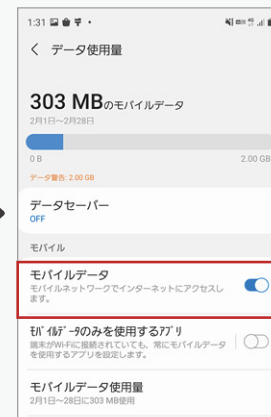 1:31
データ使用量
303 MBのモバイルデータ
2月1日～2月28日
0 B 2.00 GB
データ警告: 2.00 GB
データセーバー
OFF
モバイル
モバイルデータ
モバイルネットワークでインターネットにアクセスし
ます。
ﾓﾊﾞｲﾙﾃﾞｰﾀのみを使用するｱﾌﾟﾘ
端末がWi-Fiに接続されていても、常にモバイルデータ
を使用するアプリを設定します。
モバイルデータ使用量
2月1日～28日に303 MB使用